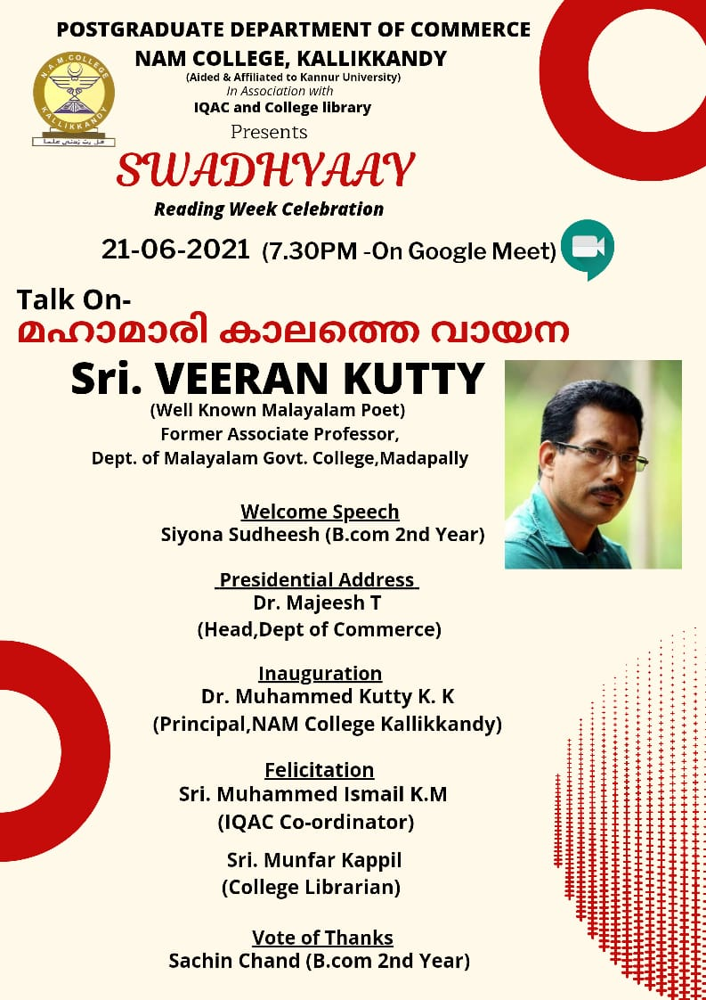 POSTGRADUATE DEPARTMENT OF COMMERCE
NAM COLLEGE, KALLIKKANDY
(Aided & Affiliated to Kannur University)
In Association with
IQAC and College library
Presents
N.A.M.COLLEGE
KALLIKKANDY
SWADHYAAY
Reading Week Celebration
21-06-2021 (7.30PM -On Google Meet)
Talk On-
മഹാമാരി കാലത്തെ വായന
Sri. VEERAN KUTTY
(Well Known Malayalam Poet)
Former Associate Professor,
Dept. of Malayalam Govt. College,Madapally
Welcome Speech
Siyona Sudheesh (B.com 2nd Year)
Presidential Address
Dr. Majeesh T
(Head,Dept of Commerce)
Inauguration
Dr. Muhammed Kutty K. K
(Principal,NAM College Kallikkandy)
Felicitation
Sri. Muhammed Ismail K.M
(IQAC Co-ordinator)
Sri. Munfar Kappil
(College Librarian)
Vote of Thanks
Sachin Chand (B.com 2nd Year)